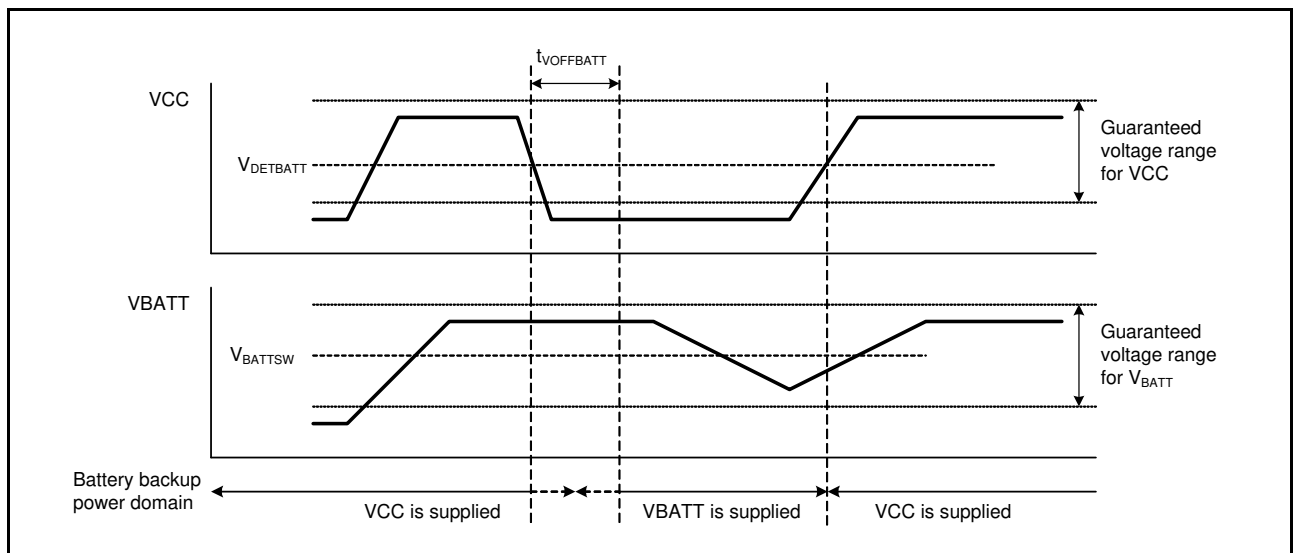 tVOFFBATT
VCC
VDETBATT
Guaranteed
voltage range
for VCC
VBATT
VBATTSW
Guaranteed
voltage range
for VBATT
Battery backup
power domain
VCC is supplied
VBATT is supplied
VCC is supplied